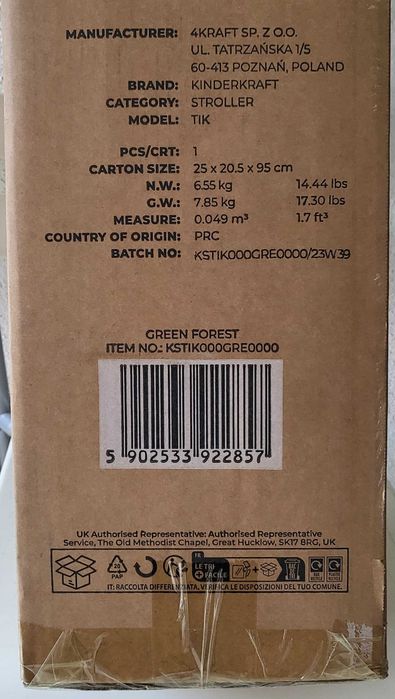 MANUFACTURER: 4KRAFT SP. Z O.O.
UL. TATRZAŃSKA 1/5
60-413 POZNAŃ, POLAND
BRAND: KINDERKRAFT
CATEGORY: STROLLER
MODEL: TIK
PCS/CRT: 1
CARTON SIZE: 25 x 20.5 x 95 cm
N.W.: 6.55 kg 14.44 lbs
G.W.: 7.85 kg 17.30 lbs
MEASURE: 0.049 m³ 1.7 ft³
COUNTRY OF ORIGIN: PRC
BATCH NO: KSTIK000GRE0000/23W39
GREEN FOREST
ITEM NO.: KSTIK000GRE0000
5 902533 922857
UK Authorised Representative: Authorised Representative
Service, The Old Methodist Chapel, Great Hucklow, SK17 8RG, UK
20
PAP
FR
LE TRI
+ FACILE
IT: RACCOLTA DIFFERENZIATA. VERIFICA LE DISPOSIZIONI DEL TUO COMUNE.